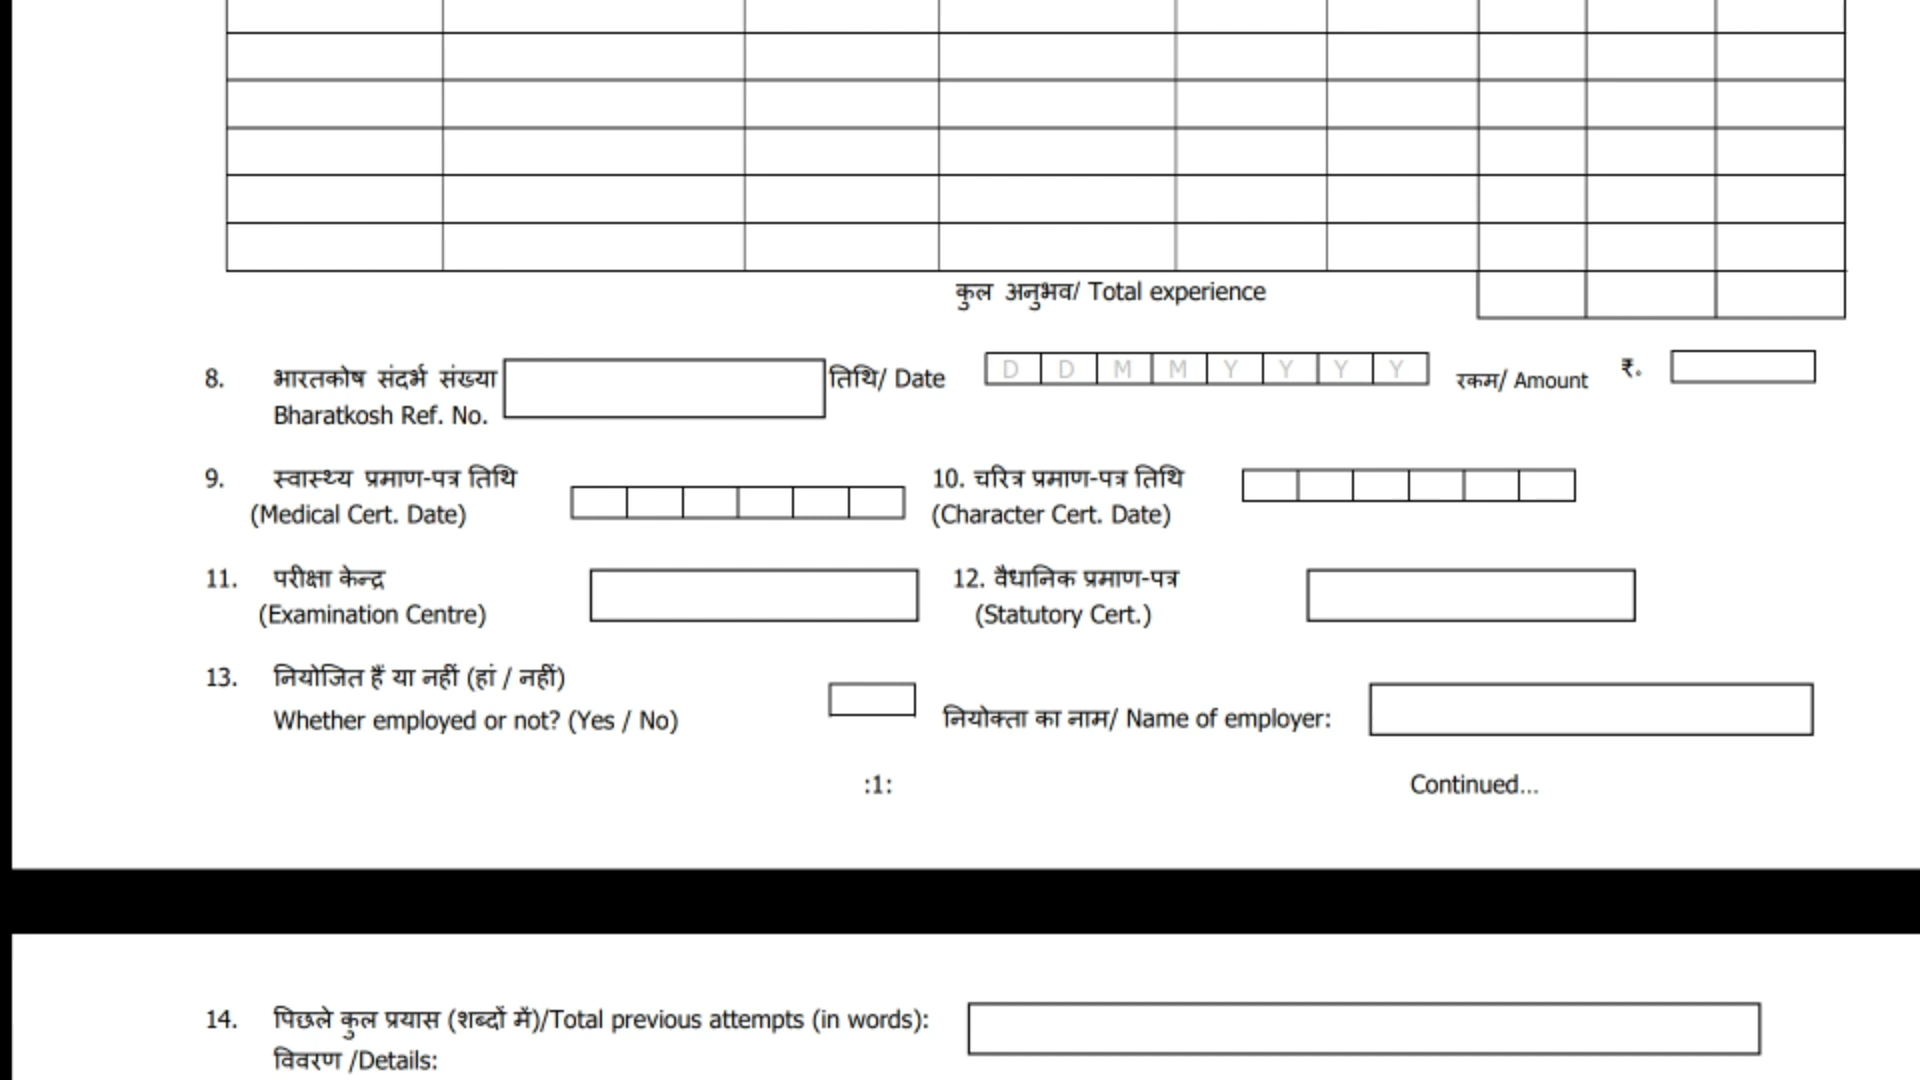 कुल अनुभव/ Total experience
8. भारतकोष संदर्भ संख्या तिथि/ Date D D M M Y Y Y Y रकम/ Amount ₹.
Bharatkosh Ref. No.
9. स्वास्थ्य प्रमाण-पत्र तिथि 10. चरित्र प्रमाण-पत्र तिथि
(Medical Cert. Date) (Character Cert. Date)
11. परीक्षा केन्द्र 12. वैधानिक प्रमाण-पत्र
(Examination Centre) (Statutory Cert.)
13. नियोजित हैं या नहीं (हां / नहीं)
Whether employed or not? (Yes / No) नियोक्ता का नाम/ Name of employer:
:1: Continued...
14. पिछले कुल प्रयास (शब्दों में)/Total previous attempts (in words):
विवरण /Details: